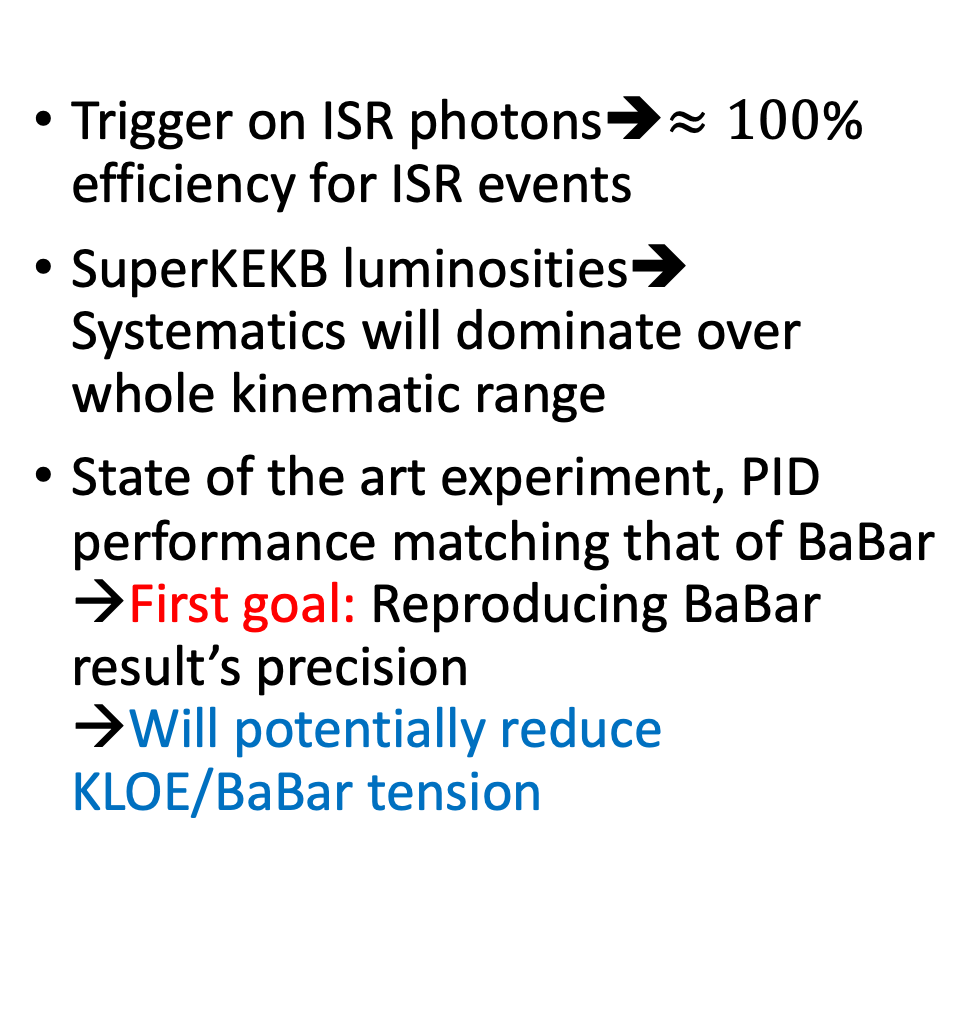 • Trigger on ISR photons🡺≈ 100%
efficiency for ISR events
• SuperKEKB luminosities🡺
Systematics will dominate over
whole kinematic range
• State of the art experiment, PID
performance matching that of BaBar
→First goal: Reproducing BaBar
result’s precision
→Will potentially reduce
KLOE/BaBar tension